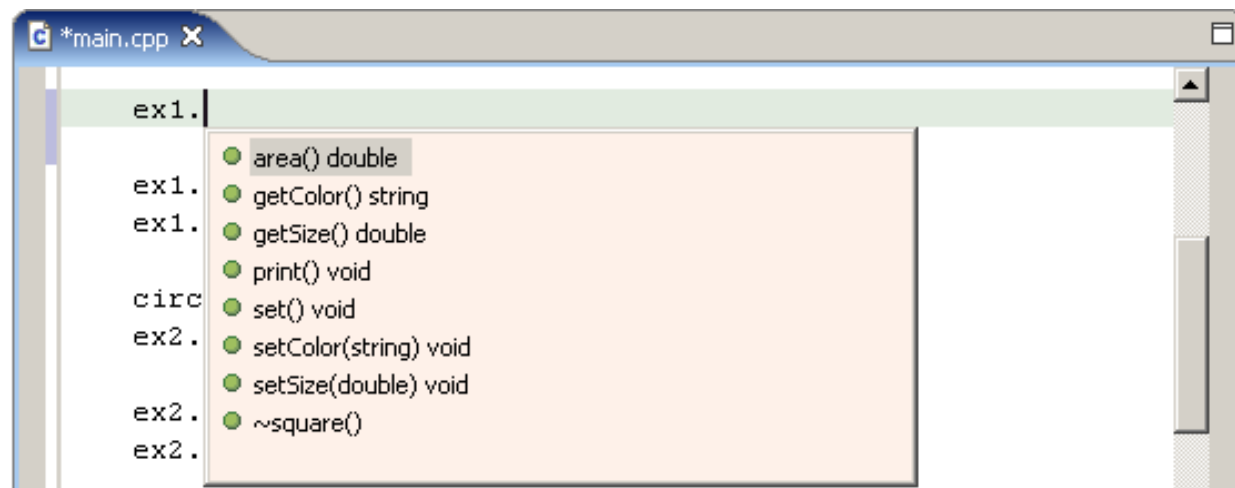 *main.cpp
ex1.
area() double
ex1.
getColor() string
ex1.
getSize() double
print() void
circ
set() void
ex2.
setColor(string) void
setSize(double) void
ex2.
~square()
ex2.